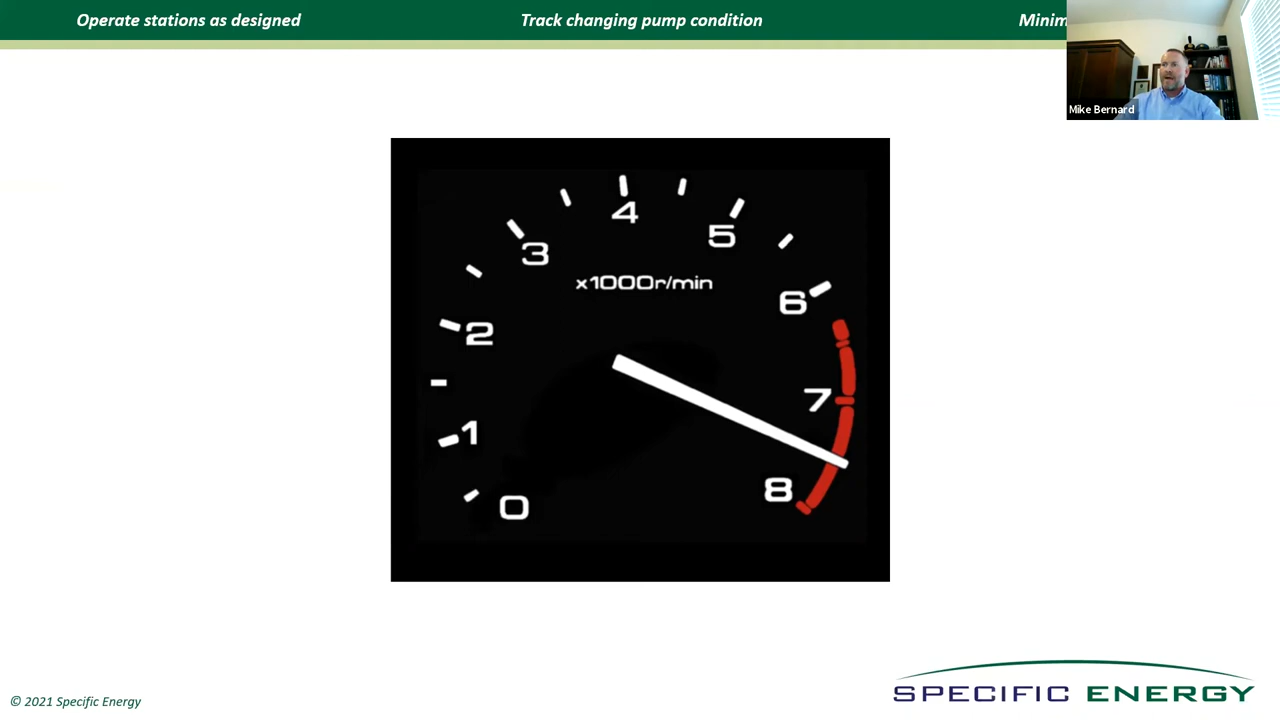 Operate stations as designed
Track changing pump condition
Mike Bernard
4
5
3
x1000r/min
6
2
7
1
8
0
© 2021 Specific Energy
SPECIFIC ENERGY